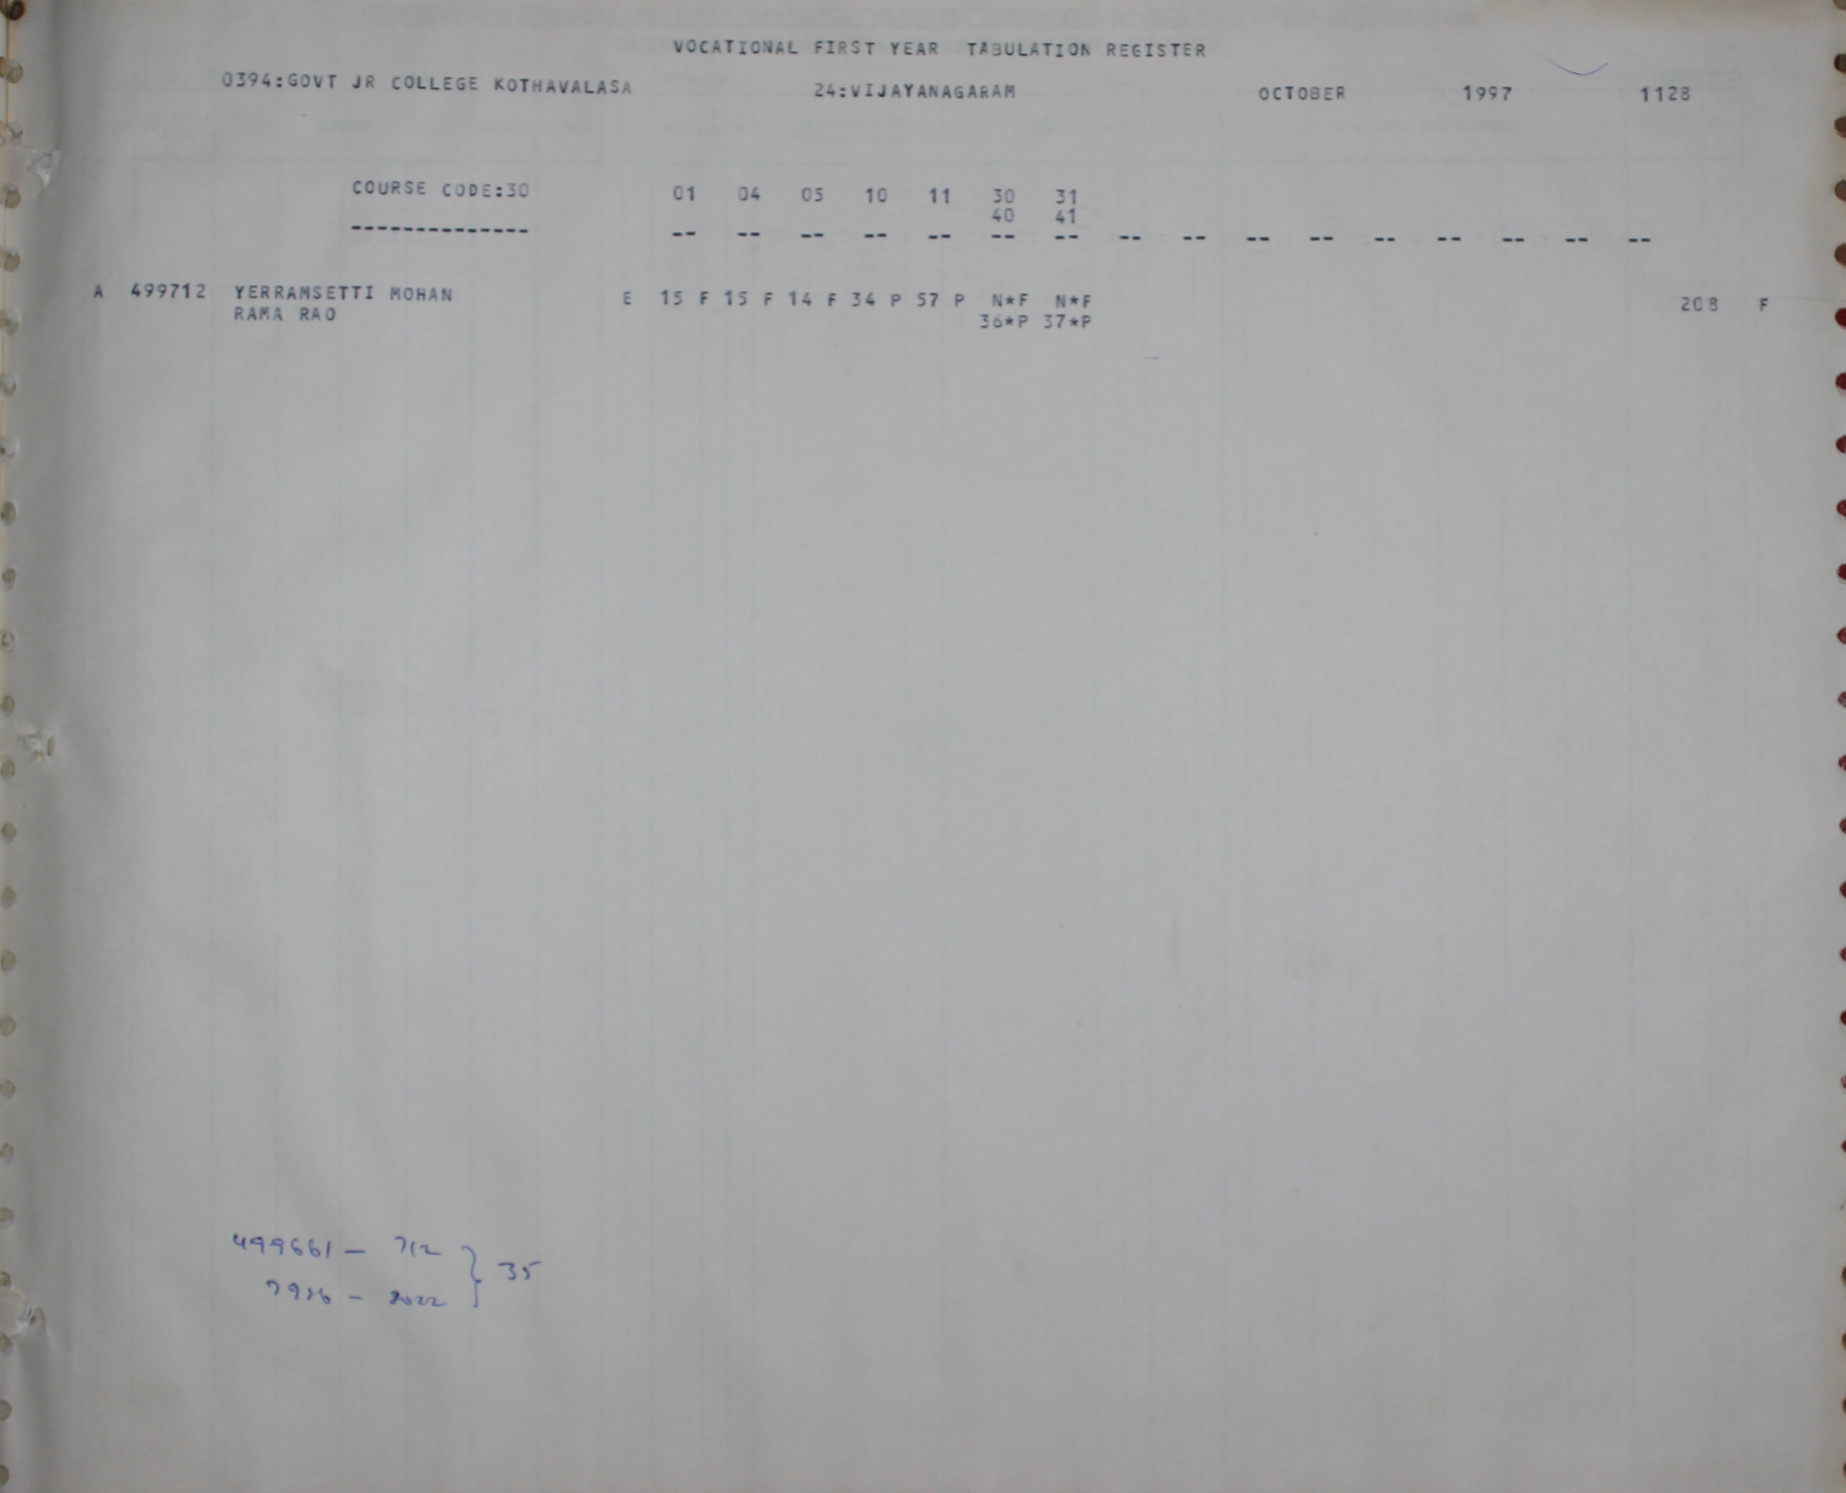 VOCATIONAL FIRST YEAR TABULATION REGISTER
0394:GOVT JR COLLEGE KOTHAVALASA 24:VIJAYANAGARAM OCTOBER 1997 1128
COURSE CODE:30 01 04 05 10 11 30 31
40 41
-------------- -- -- -- -- -- -- -- -- -- -- -- -- -- -- -- --
A 499712 YERRAMSETTI MOHAN E 15 F 15 F 14 F 34 P 57 P N*F N*F 208 F
RAMA RAO 36*P 37*P
499661 — 712 } 35
- 2022